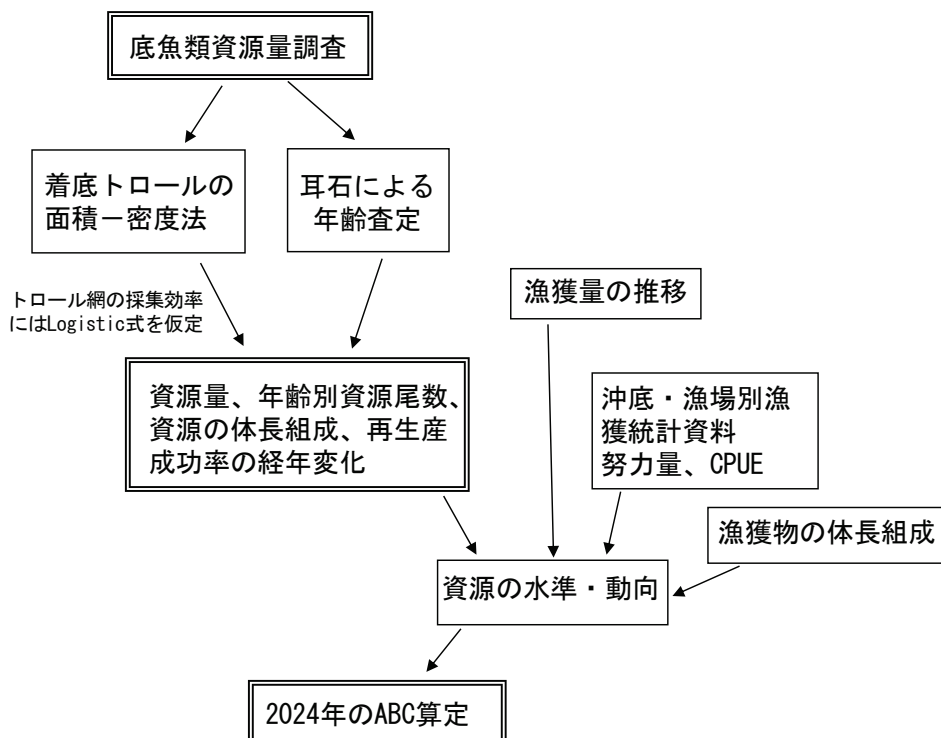 底魚類資源量調査
着底トロールの
面積－密度法
耳石による
年齢査定
トロール網の採集効率
にはLogistic式を仮定
漁獲量の推移
資源量、年齢別資源尾数、
資源の体長組成、再生産
成功率の経年変化
沖底・漁場別漁
獲統計資料
努力量、CPUE
漁獲物の体長組成
資源の水準・動向
2024年のABC算定